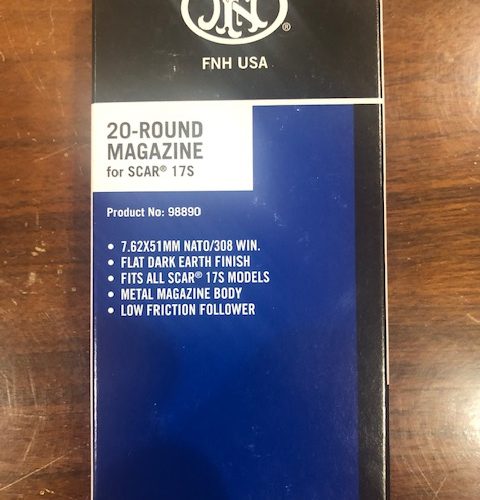 FN
®
FNH USA
20-ROUND
MAGAZINE
for SCAR® 17S
Product No: 98890
• 7.62X51MM NATO/308 WIN.
• FLAT DARK EARTH FINISH
• FITS ALL SCAR® 17S MODELS
• METAL MAGAZINE BODY
• LOW FRICTION FOLLOWER